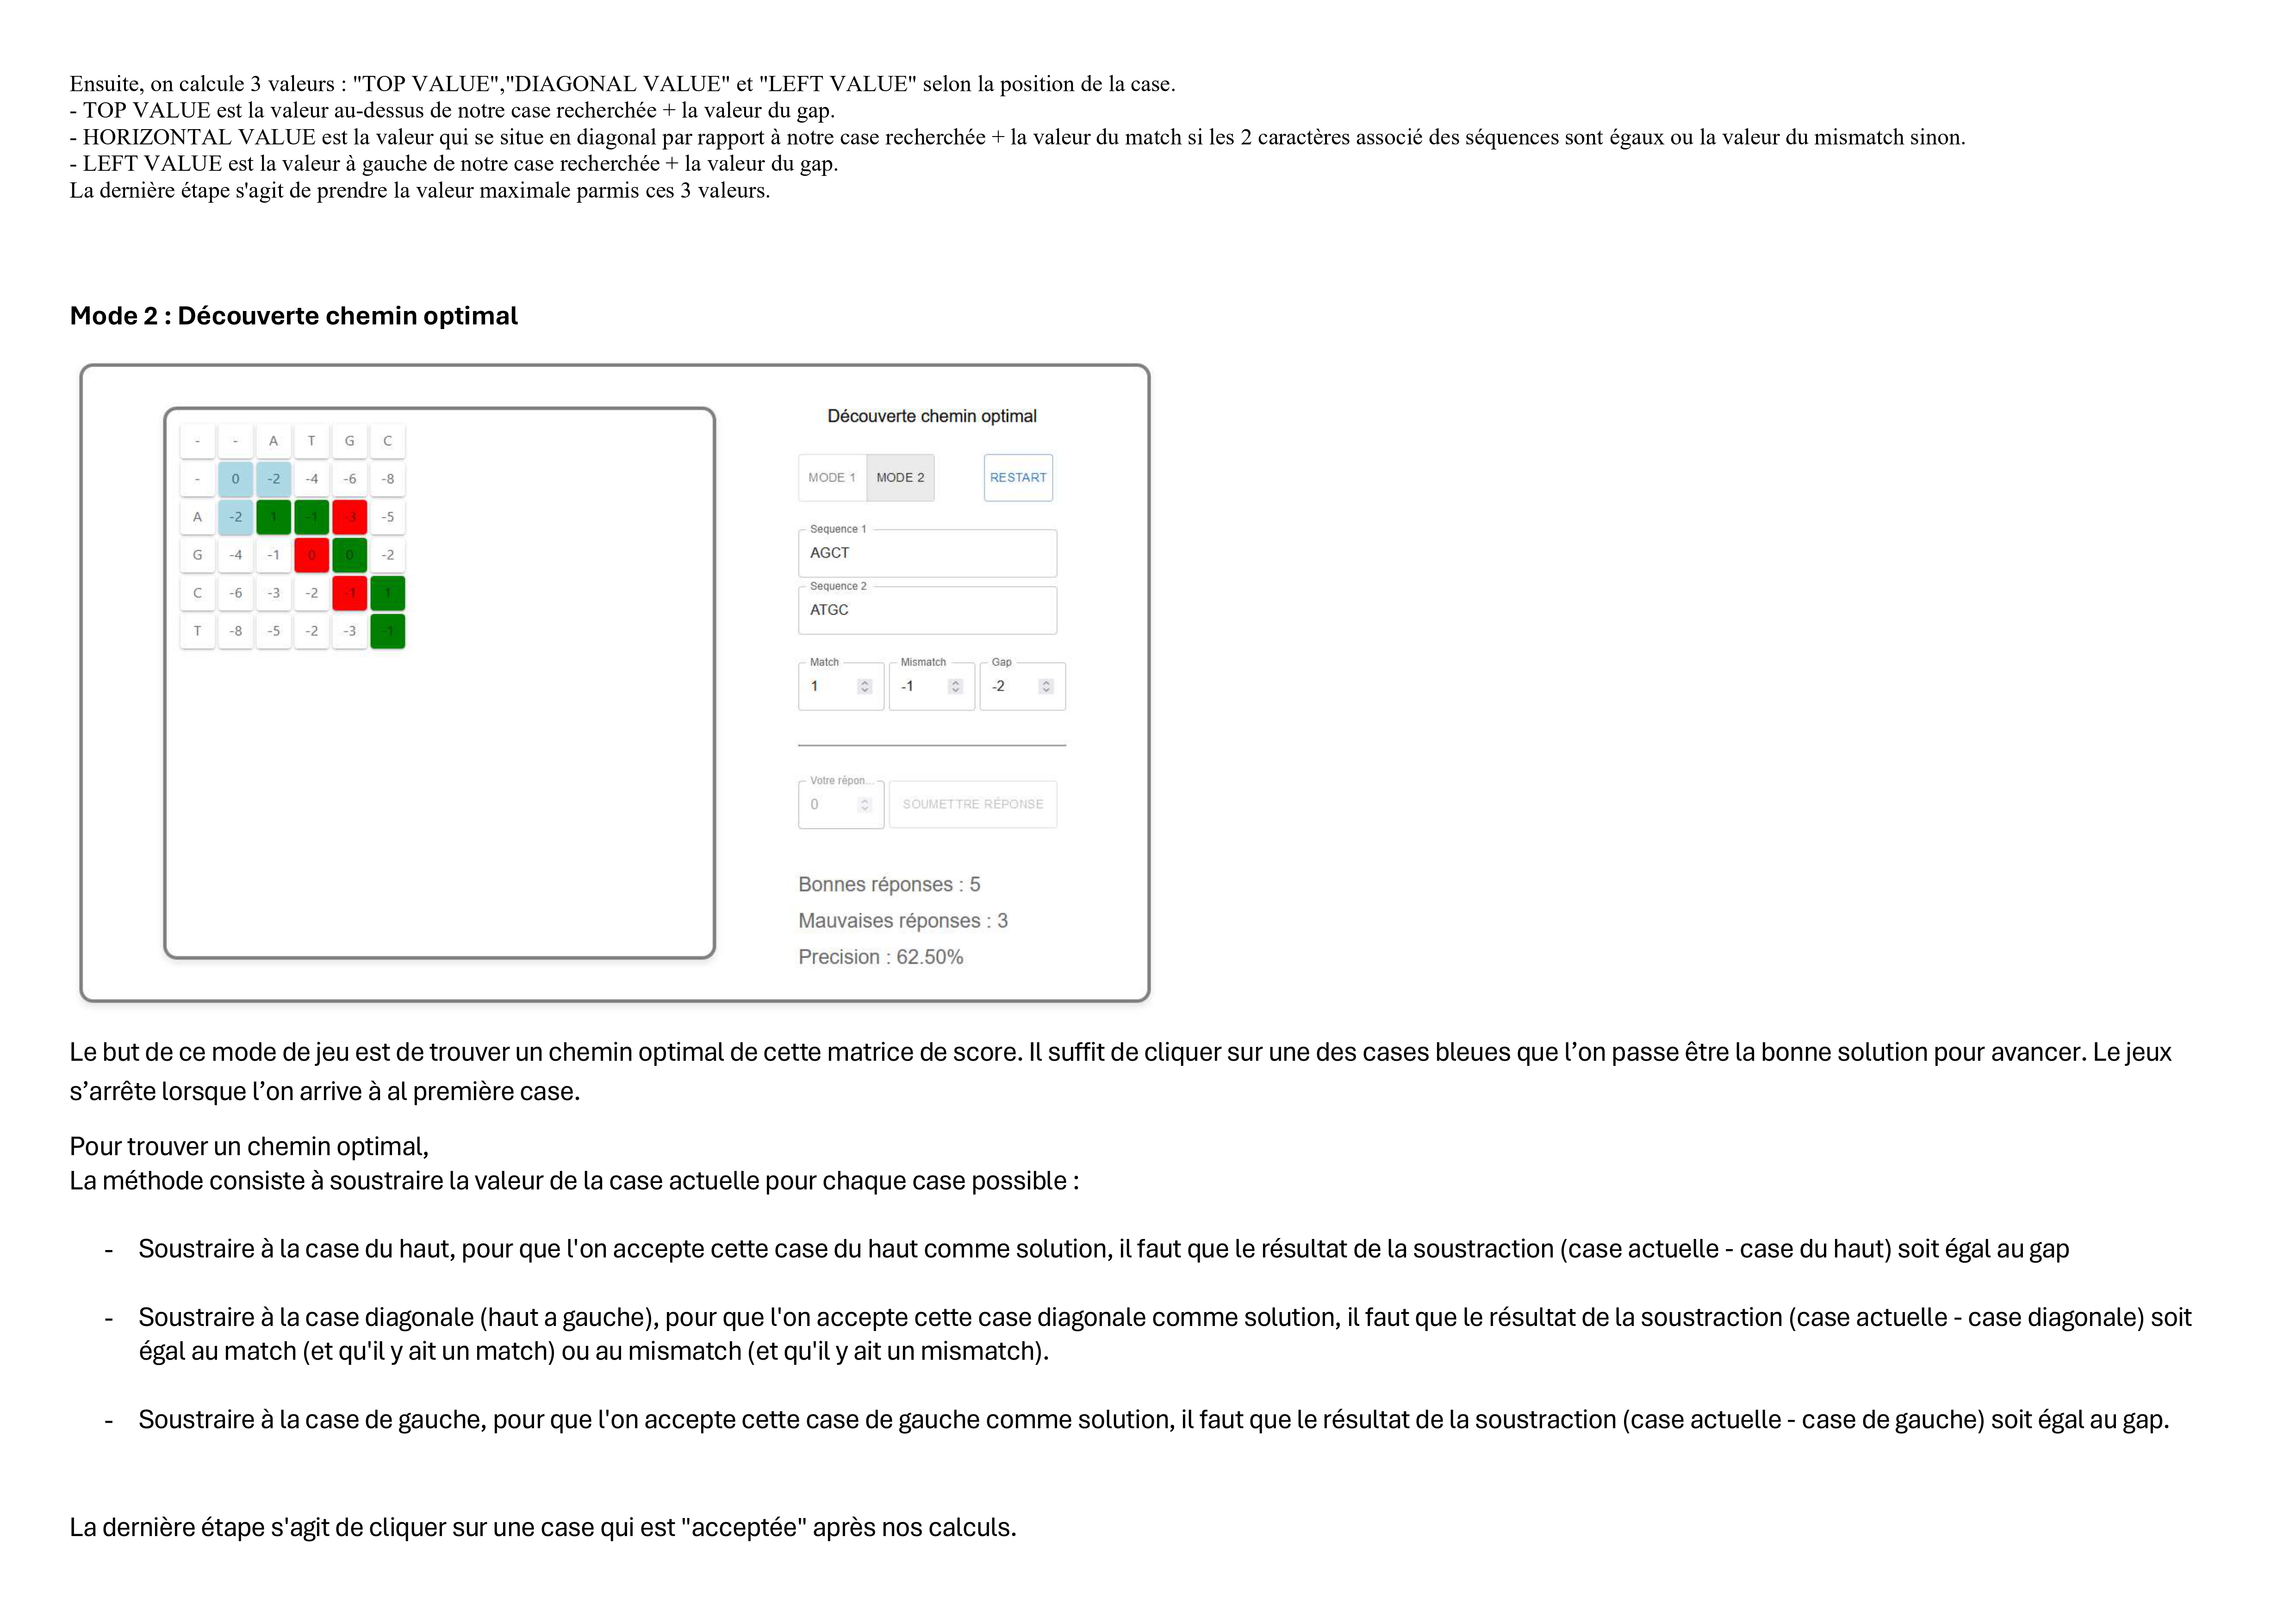 Ensuite, on calcule 3 valeurs : "TOP VALUE","DIAGONAL VALUE" et "LEFT VALUE" selon la position de la case.
- TOP VALUE est la valeur au-dessus de notre case recherchée + la valeur du gap.
- HORIZONTAL VALUE est la valeur qui se situe en diagonal par rapport à notre case recherchée + la valeur du match si les 2 caractères associé des séquences sont égaux ou la valeur du mismatch sinon.
- LEFT VALUE est la valeur à gauche de notre case recherchée + la valeur du gap.
La dernière étape s'agit de prendre la valeur maximale parmis ces 3 valeurs.
Mode 2 : Découverte chemin optimal
- - A T G C
- 0 -2 -4 -6 -8
A -2 1 -1 -3 -5
G -4 -1 0 0 -2
C -6 -3 -2 -1 1
T -8 -5 -2 -3 -1
Découverte chemin optimal
MODE 1 MODE 2 RESTART
Sequence 1
AGCT
Sequence 2
ATGC
Match Mismatch Gap
1 -1 -2
Votre répon...
0 SOUMETTRE RÉPONSE
Bonnes réponses : 5
Mauvaises réponses : 3
Precision : 62.50%
Le but de ce mode de jeu est de trouver un chemin optimal de cette matrice de score. Il suffit de cliquer sur une des cases bleues que l’on passe être la bonne solution pour avancer. Le jeux
s’arrête lorsque l’on arrive à al première case.
Pour trouver un chemin optimal,
La méthode consiste à soustraire la valeur de la case actuelle pour chaque case possible :
- Soustraire à la case du haut, pour que l'on accepte cette case du haut comme solution, il faut que le résultat de la soustraction (case actuelle - case du haut) soit égal au gap
- Soustraire à la case diagonale (haut a gauche), pour que l'on accepte cette case diagonale comme solution, il faut que le résultat de la soustraction (case actuelle - case diagonale) soit
égal au match (et qu'il y ait un match) ou au mismatch (et qu'il y ait un mismatch).
- Soustraire à la case de gauche, pour que l'on accepte cette case de gauche comme solution, il faut que le résultat de la soustraction (case actuelle - case de gauche) soit égal au gap.
La dernière étape s'agit de cliquer sur une case qui est "acceptée" après nos calculs.